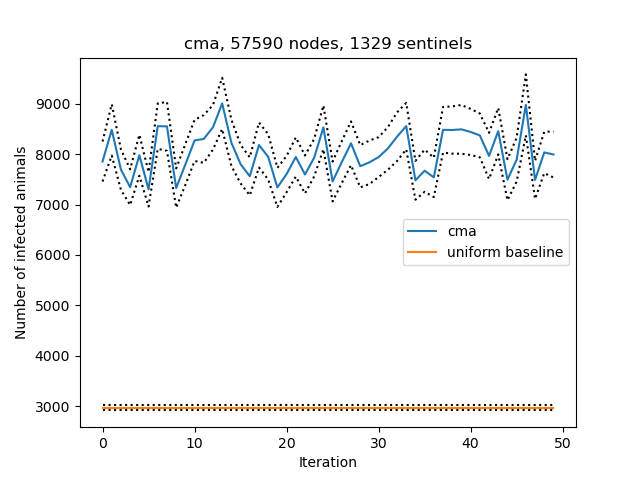 cma, 57590 nodes, 1329 sentinels
Number of infected animals
9000
8000
7000
6000
5000
4000
3000
cma
uniform baseline
0 10 20 30 40 50
Iteration